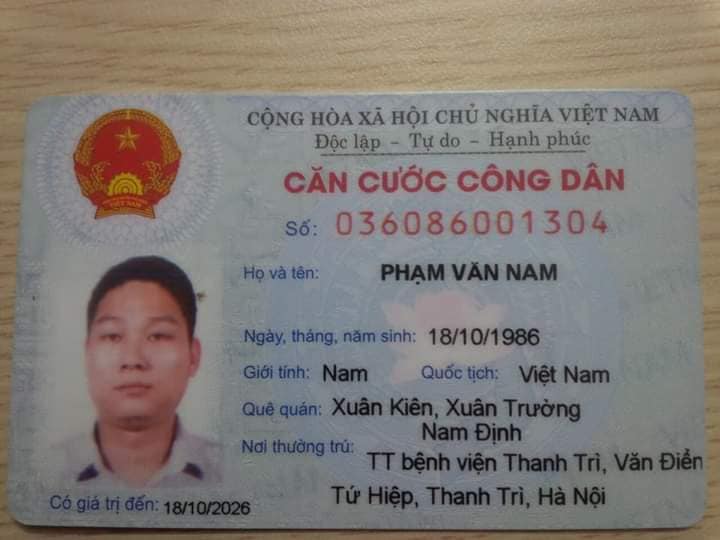 CỘNG HÒA XÃ HỘI CHỦ NGHĨA VIỆT NAM
Độc lập – Tự do – Hạnh phúc
CĂN CƯỚC CÔNG DÂN
Số: 036086001304
Họ và tên: PHẠM VĂN NAM
Ngày, tháng, năm sinh: 18/10/1986
Giới tính: Nam Quốc tịch: Việt Nam
Quê quán: Xuân Kiên, Xuân Trường
Nam Định
Nơi thường trú:
TT bệnh viện Thanh Trì, Văn Điển
Tứ Hiệp, Thanh Trì, Hà Nội
Có giá trị đến: 18/10/2026